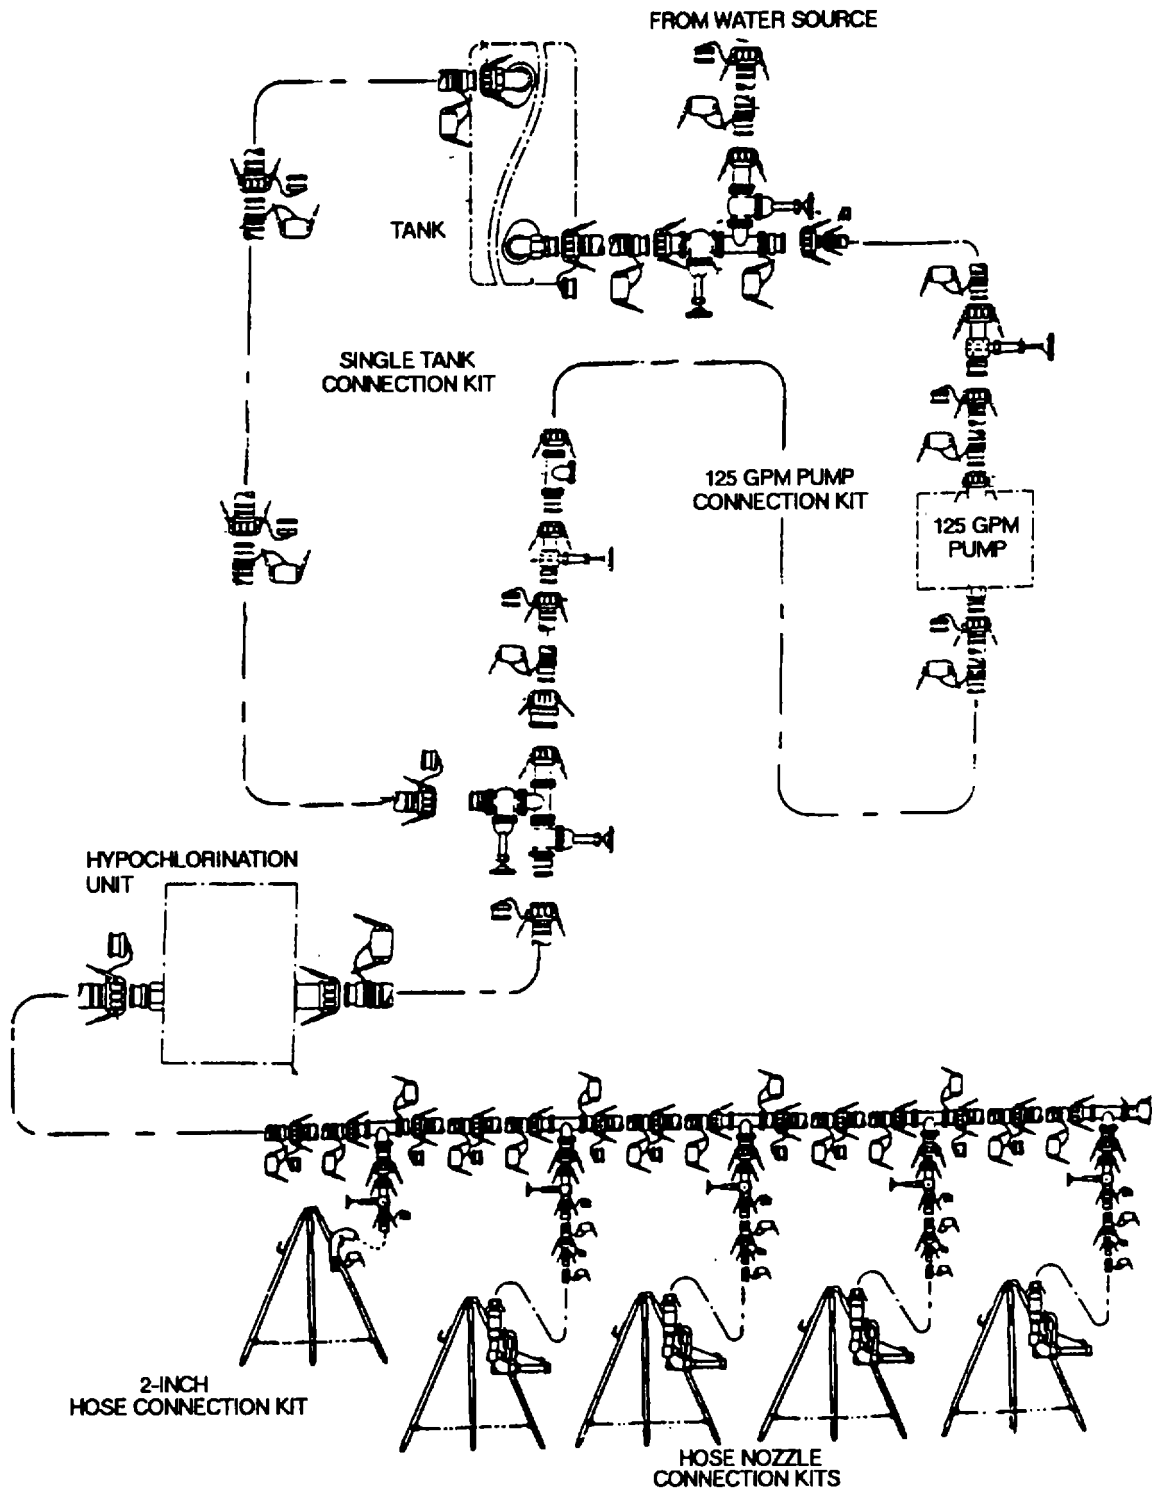 FROM WATER SOURCE
TANK
SINGLE TANK
CONNECTION KIT
125 GPM PUMP
CONNECTION KIT
125 GPM
PUMP
HYPOCHLORINATION
UNIT
2-INCH
HOSE CONNECTION KIT
HOSE NOZZLE
CONNECTION KITS